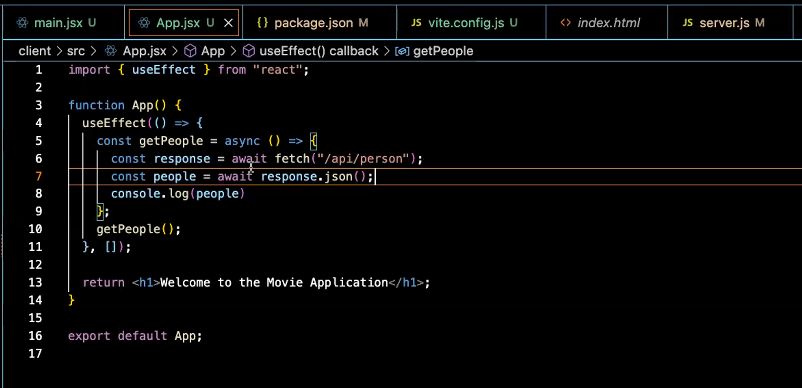 main.jsx U App.jsx U {} package.json M JS vite.config.js U <> index.html JS server.js M
client > src > App.jsx > App > useEffect() callback > getPeople
1 import { useEffect } from "react";
2
3 function App() {
4 useEffect(() => {
5 const getPeople = async () => {
6 const response = await fetch("/api/person");
7 const people = await response.json();
8 console.log(people)
9 };
10 getPeople();
11 }, []);
12
13 return <h1>Welcome to the Movie Application</h1>;
14 }
15
16 export default App;
17